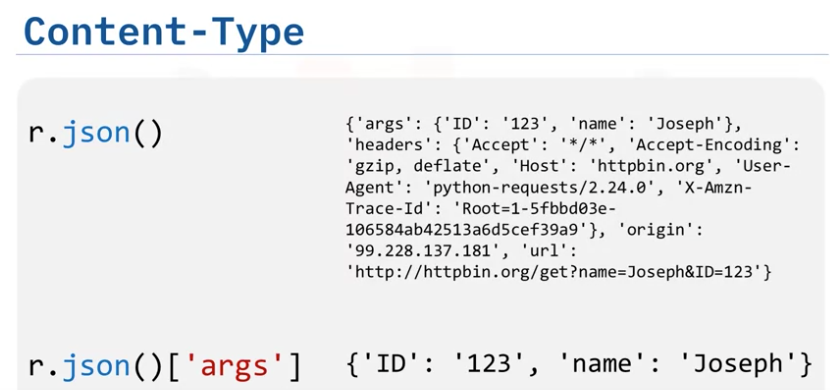 Content-Type
r.json()
{'args': {'ID': '123', 'name': 'Joseph'},
'headers': {'Accept': '*/*', 'Accept-Encoding':
'gzip, deflate', 'Host': 'httpbin.org', 'User-
Agent': 'python-requests/2.24.0', 'X-Amzn-
Trace-Id': 'Root=1-5fbbd03e-
106584ab42513a6d5cef39a9'}, 'origin':
'99.228.137.181', 'url':
'http://httpbin.org/get?name=Joseph&ID=123'}
r.json()['args']
{'ID': '123', 'name': 'Joseph'}